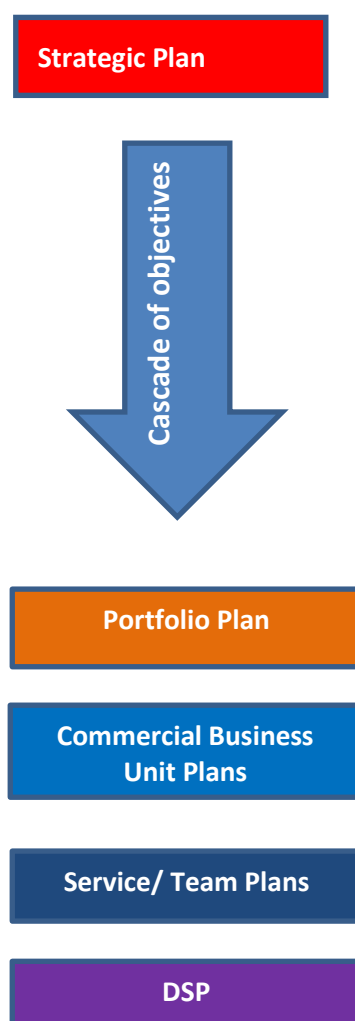 Strategic Plan
Cascade of objectives
Portfolio Plan
Commercial Business
Unit Plans
Service/ Team Plans
DSP